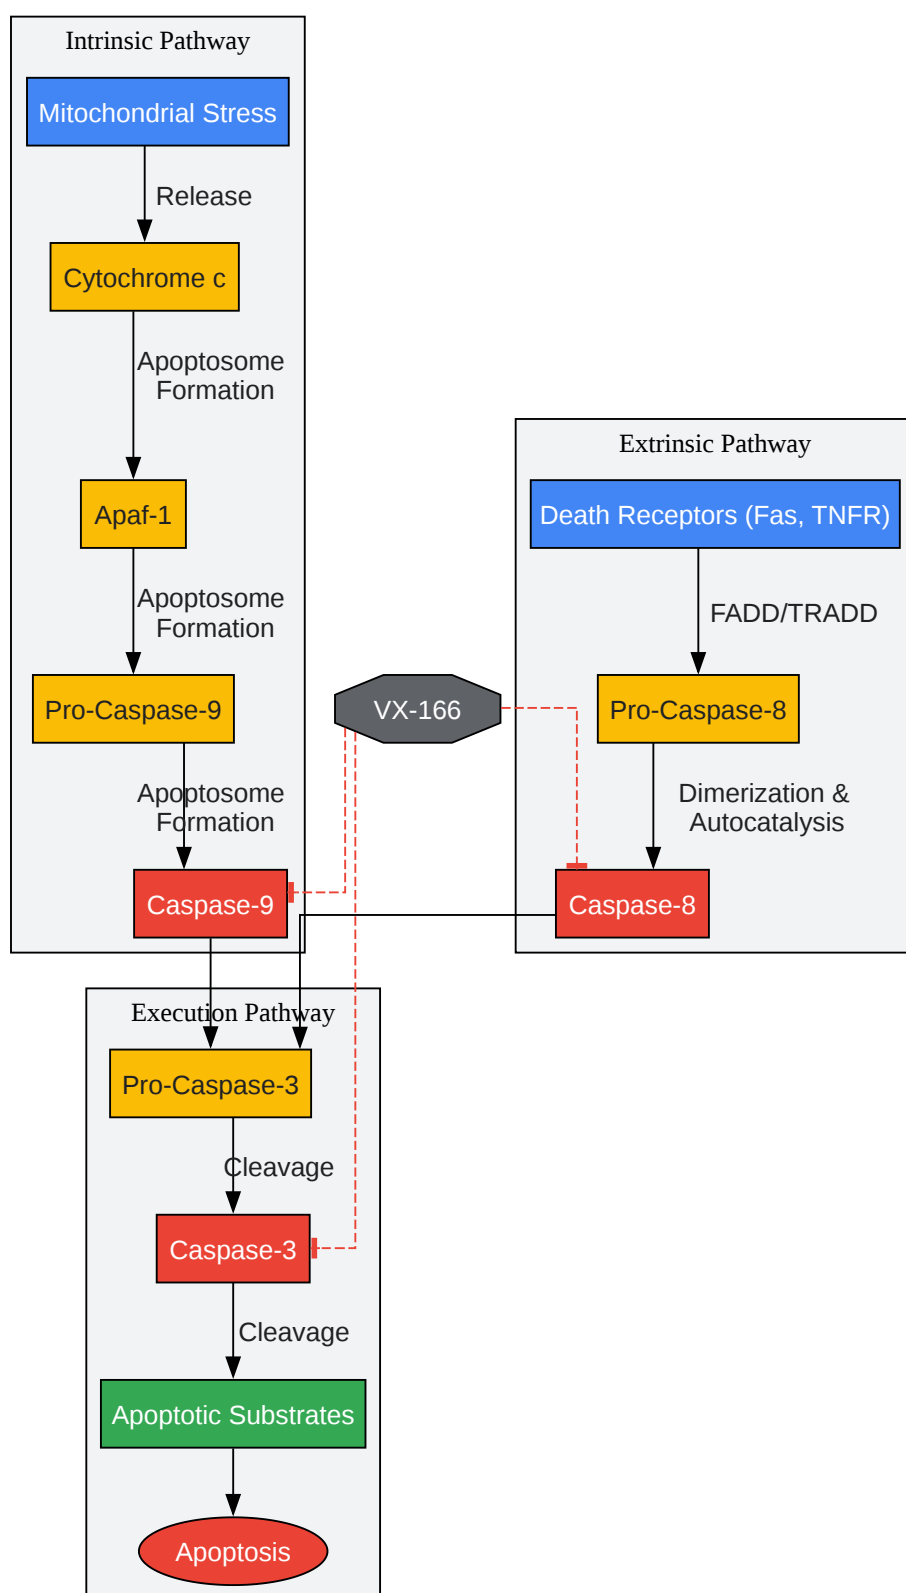 Intrinsic Pathway
Mitochondrial Stress
Release
Cytochrome c
Apoptosome
Formation
Apaf-1
Apoptosome
Formation
Pro-Caspase-9
Apoptosome
Formation
Caspase-9
Extrinsic Pathway
Death Receptors (Fas, TNFR)
FADD/TRADD
VX-166
Pro-Caspase-8
Dimerization &
Autocatalysis
Caspase-8
Execution Pathway
Pro-Caspase-3
Cleavage
Caspase-3
Cleavage
Apoptotic Substrates
Apoptosis